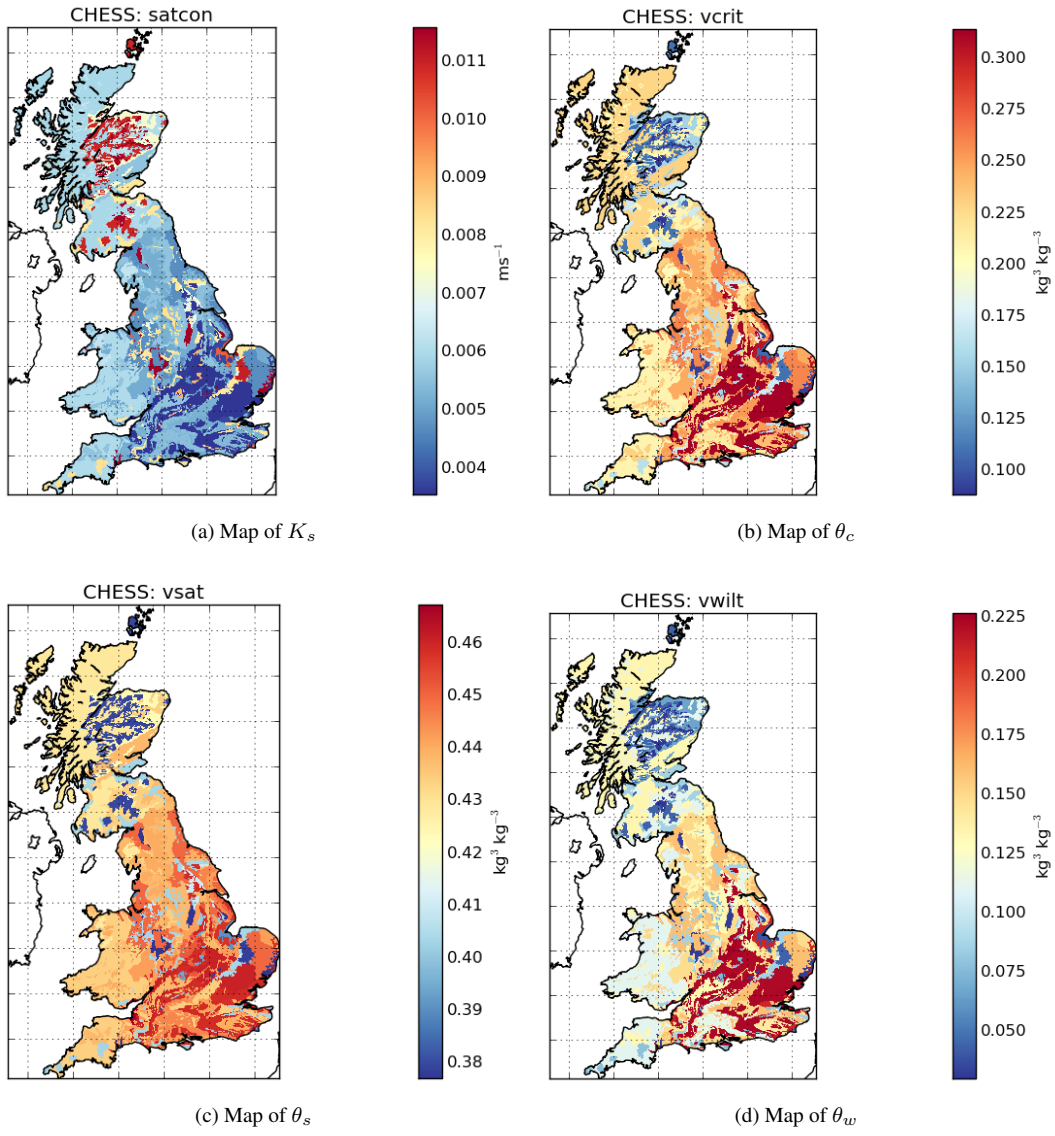 CHESS: satcon
0.011
0.010
0.009
0.008
0.007
0.006
0.005
0.004
ms⁻¹
(a) Map of Kₛ
CHESS: vcrit
0.300
0.275
0.250
0.225
0.200
0.175
0.150
0.125
0.100
kg³ kg⁻³
(b) Map of θ_c
CHESS: vsat
0.46
0.45
0.44
0.43
0.42
0.41
0.40
0.39
0.38
kg³ kg⁻³
(c) Map of θₛ
CHESS: vwilt
0.225
0.200
0.175
0.150
0.125
0.100
0.075
0.050
kg³ kg⁻³
(d) Map of θ_w